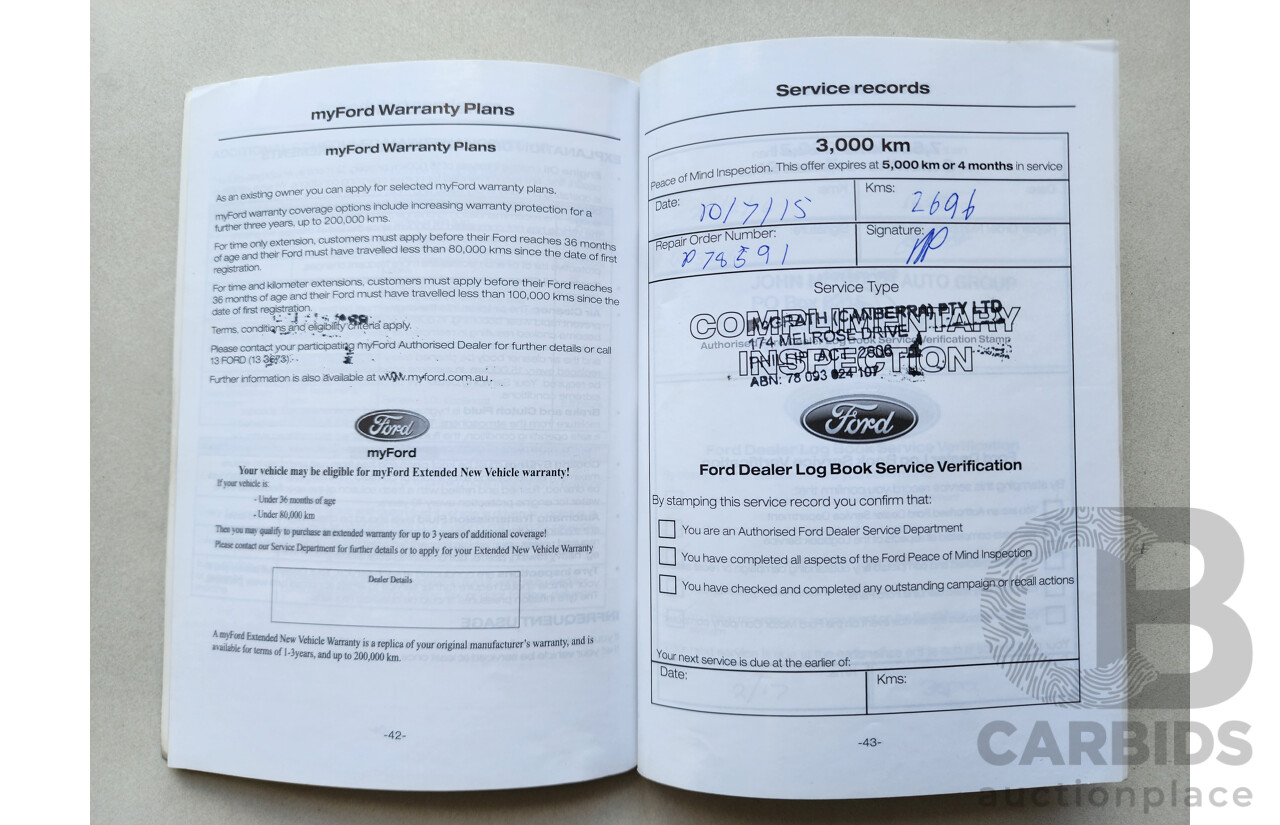 myFord Warranty Plans
myFord Warranty Plans
As an existing owner you can apply for selected myFord warranty plans.
myFord warranty coverage options include increasing warranty protection for a
further three years, up to 200,000 kms.
For time only extension, customers must apply before their Ford reaches 36 months
of age and their Ford must have travelled less than 80,000 kms since the date of first
registration.
For time and kilometer extensions, customers must apply before their Ford reaches
36 months of age and their Ford must have travelled less than 100,000 kms since the
date of first registration.
Terms, conditions and eligibility criteria apply.
Please contact your participating myFord Authorised Dealer for further details or call
13 FORD (13 3673).
Further information is also available at www.myford.com.au.
Ford
myFord
Your vehicle may be eligible for myFord Extended New Vehicle warranty!
If your vehicle is:
- Under 36 months of age
- Under 80,000 km
Then you may qualify to purchase an extended warranty for up to 3 years of additional coverage!
Please contact our Service Department for further details or to apply for your Extended New Vehicle Warranty
Dealer Details
A myFord Extended New Vehicle Warranty is a replica of your original manufacturer's warranty, and is
available for terms of 1-3years, and up to 200,000 km.
-42-
Service records
3,000 km
Peace of Mind Inspection. This offer expires at 5,000 km or 4 months in service
Date: 10/7/15
Kms: 2696
Repair Order Number:
Signature:
P78591
Service Type
COMPLIMENTARY
INSPECTION
McGRATH (CANBERRA) PTY LTD
174 MELROSE DRIVE
PHILLIP ACT 2606
ABN: 78 093 024 107
Ford
Ford Dealer Log Book Service Verification
By stamping this service record you confirm that:
You are an Authorised Ford Dealer Service Department
You have completed all aspects of the Ford Peace of Mind Inspection
You have checked and completed any outstanding campaign or recall actions
Your next service is due at the earlier of:
Date:
Kms:
-43-
CB
CARBIDS
auctionplace